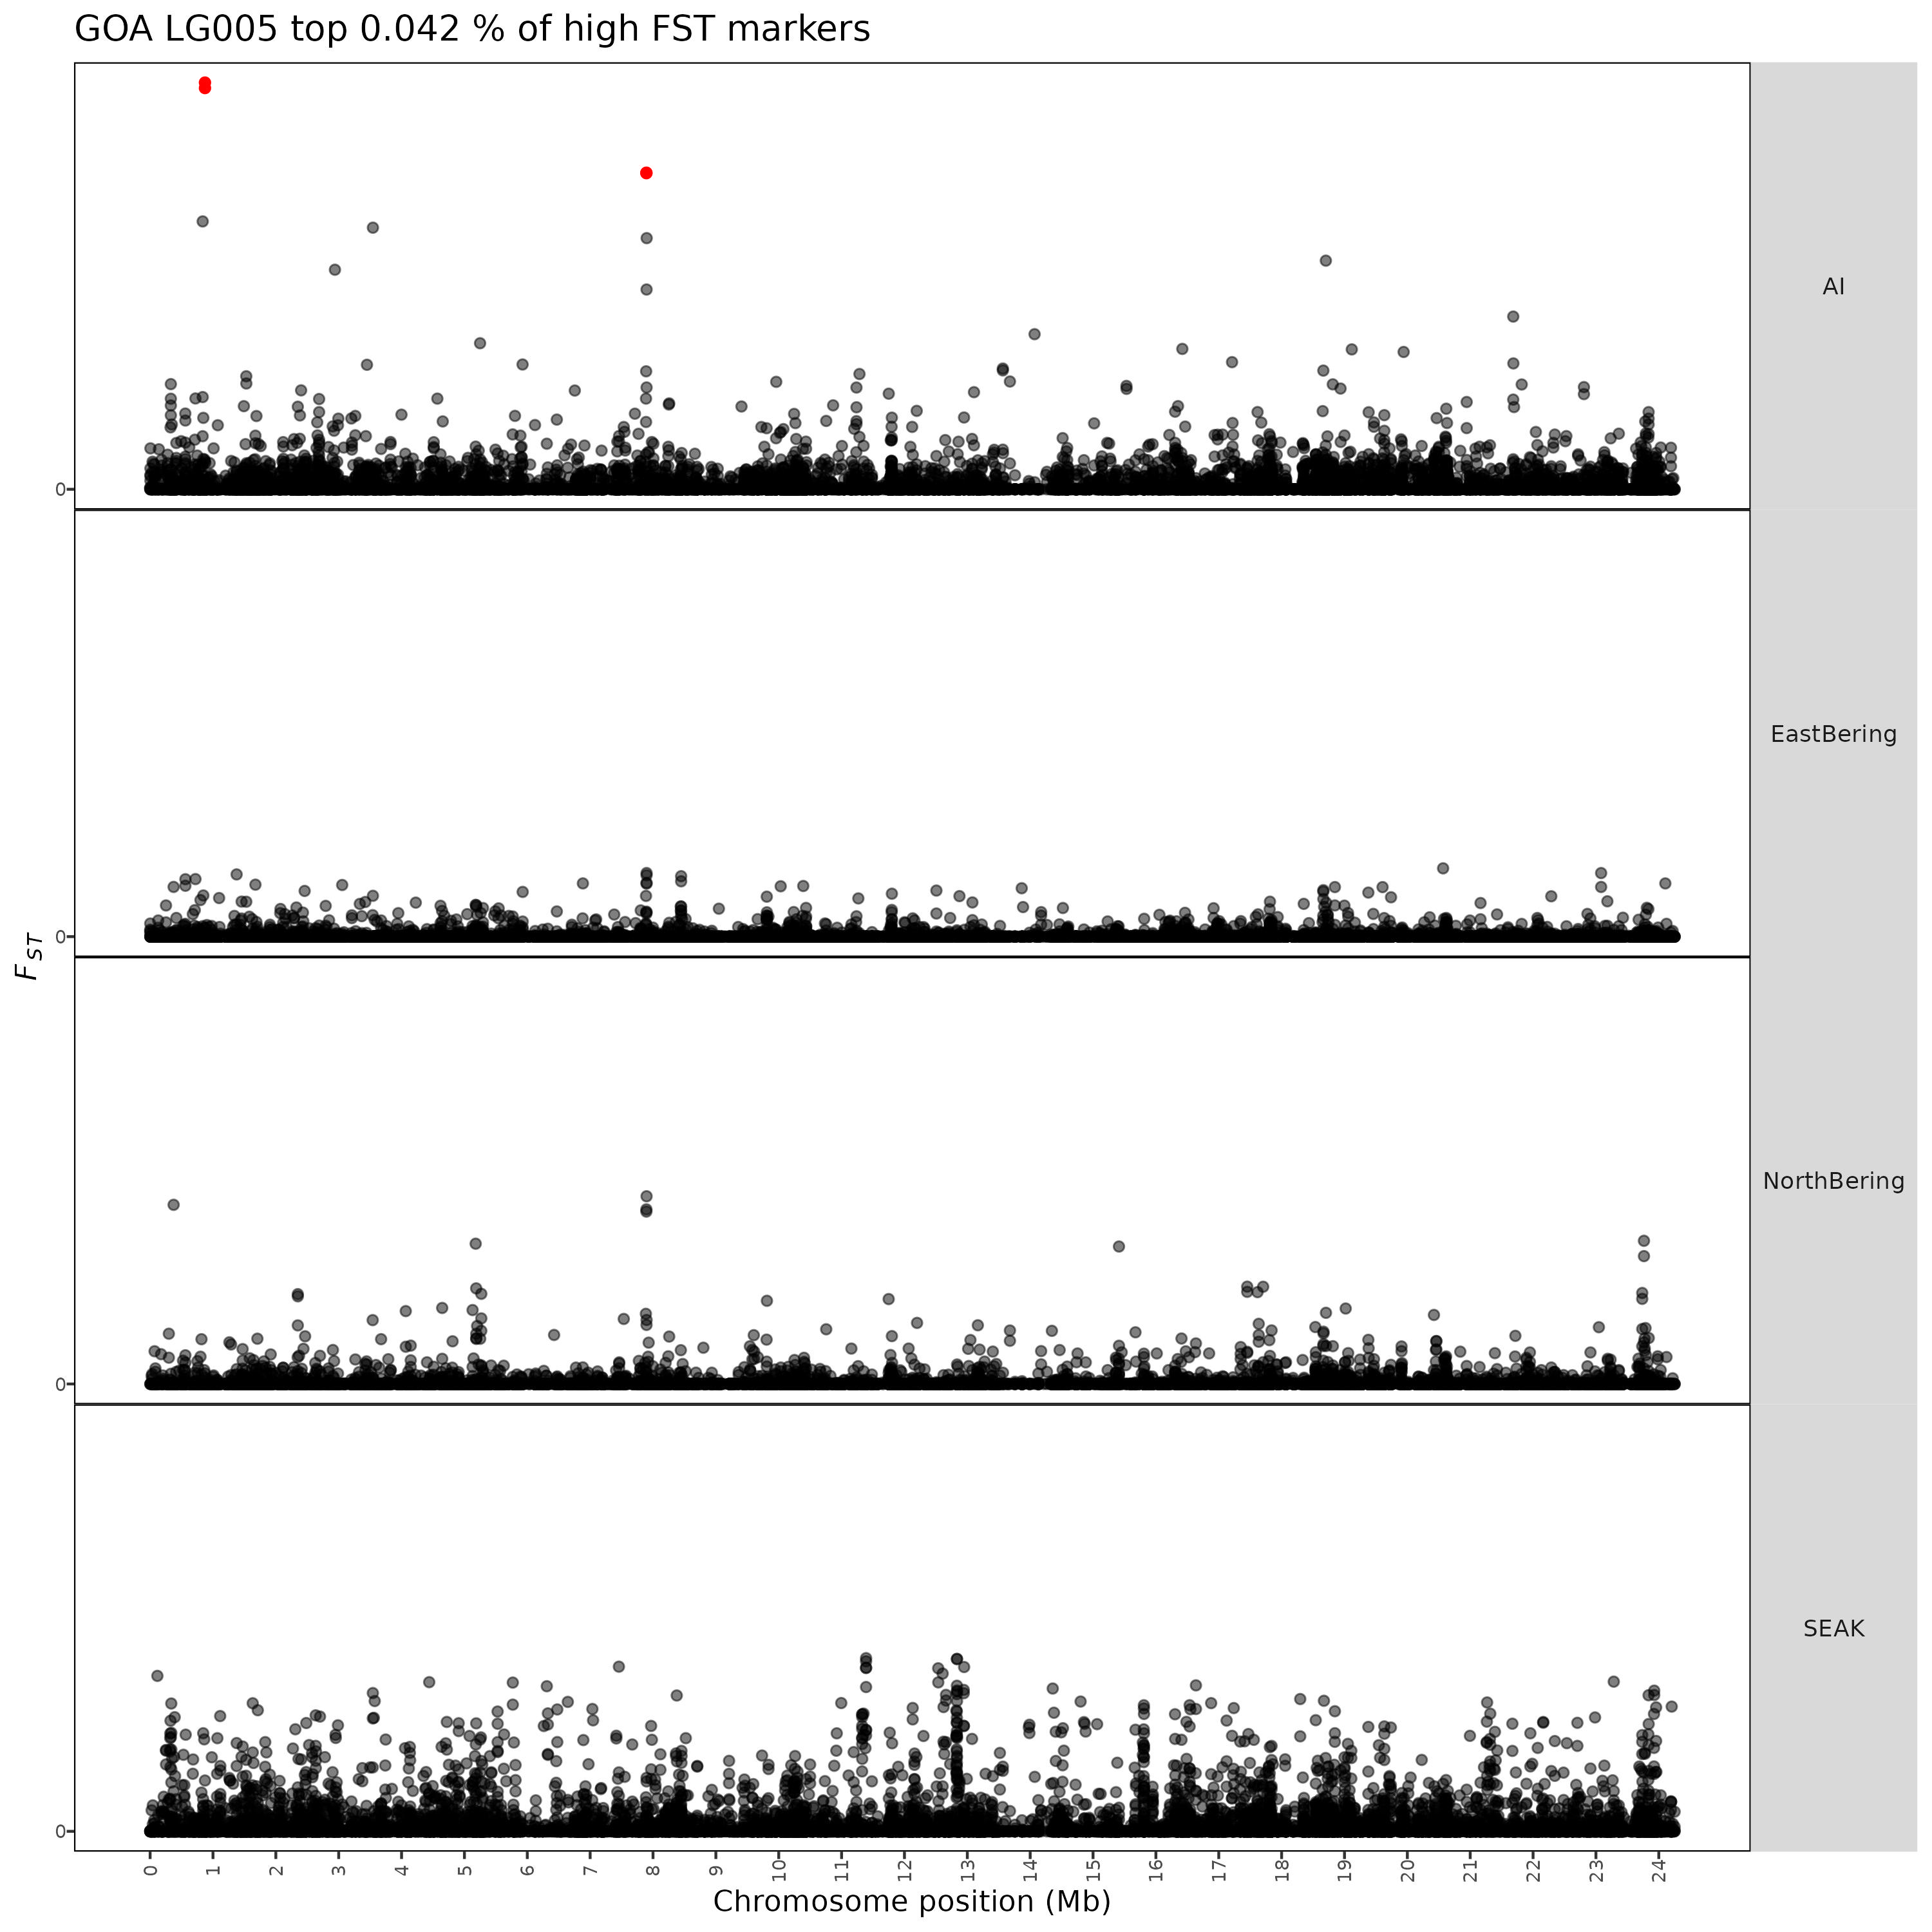 GOA LG005 top 0.042 % of high FST markers
AI
0
EastBering
0
FST
NorthBering
0
SEAK
0
0 1 2 3 4 5 6 7 8 9 10 11 12 13 14 15 16 17 18 19 20 21 22 23 24
Chromosome position (Mb)